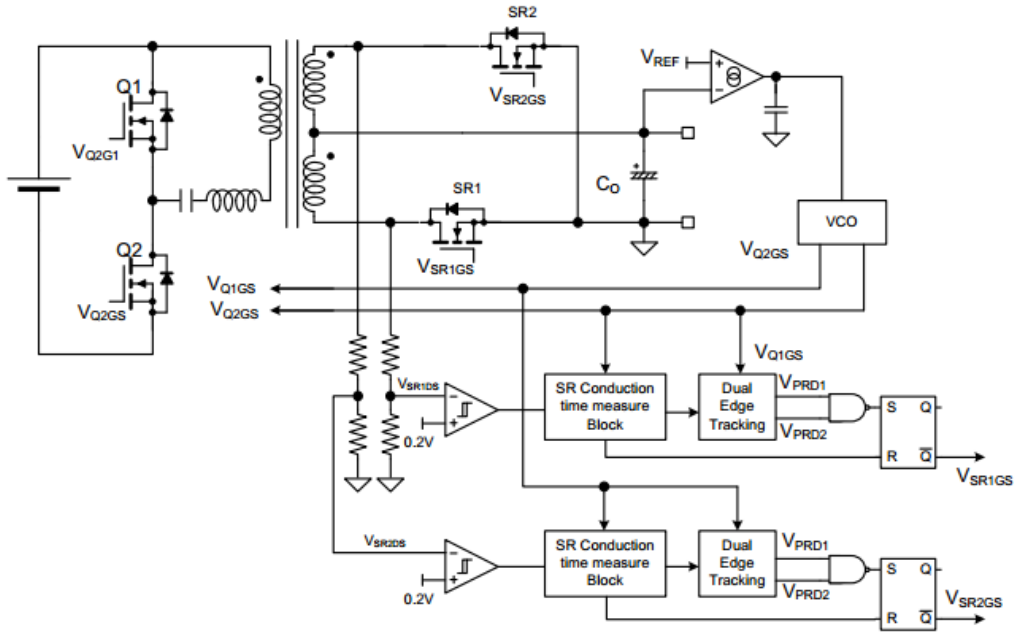 SR2
Q1
VREF
+
−
VSR2GS
VQ2G1
SR1
+
CO
VCO
Q2
VSR1GS
VQ2GS
VQ2GS
VQ1GS
VQ2GS
VQ1GS
VSR1DS
−
+
0.2V
SR Conduction
time measure
Block
Dual
Edge
Tracking
VPRD1
VPRD2
S Q
R Q̅
VSR1GS
VSR2DS
−
+
0.2V
SR Conduction
time measure
Block
Dual
Edge
Tracking
VPRD1
VPRD2
S Q
R Q̅
VSR2GS